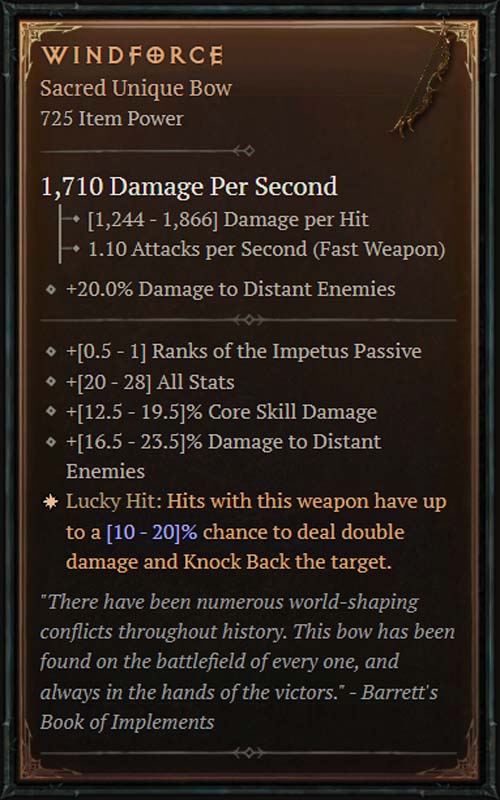 WINDFORCE
Sacred Unique Bow
725 Item Power
1,710 Damage Per Second
[1,244 - 1,866] Damage per Hit
1.10 Attacks per Second (Fast Weapon)
+20.0% Damage to Distant Enemies
+[0.5 - 1] Ranks of the Impetus Passive
+[20 - 28] All Stats
+[12.5 - 19.5]% Core Skill Damage
+[16.5 - 23.5]% Damage to Distant
Enemies
Lucky Hit: Hits with this weapon have up
to a [10 - 20]% chance to deal double
damage and Knock Back the target.
"There have been numerous world-shaping
conflicts throughout history. This bow has been
found on the battlefield of every one, and
always in the hands of the victors." - Barrett's
Book of Implements